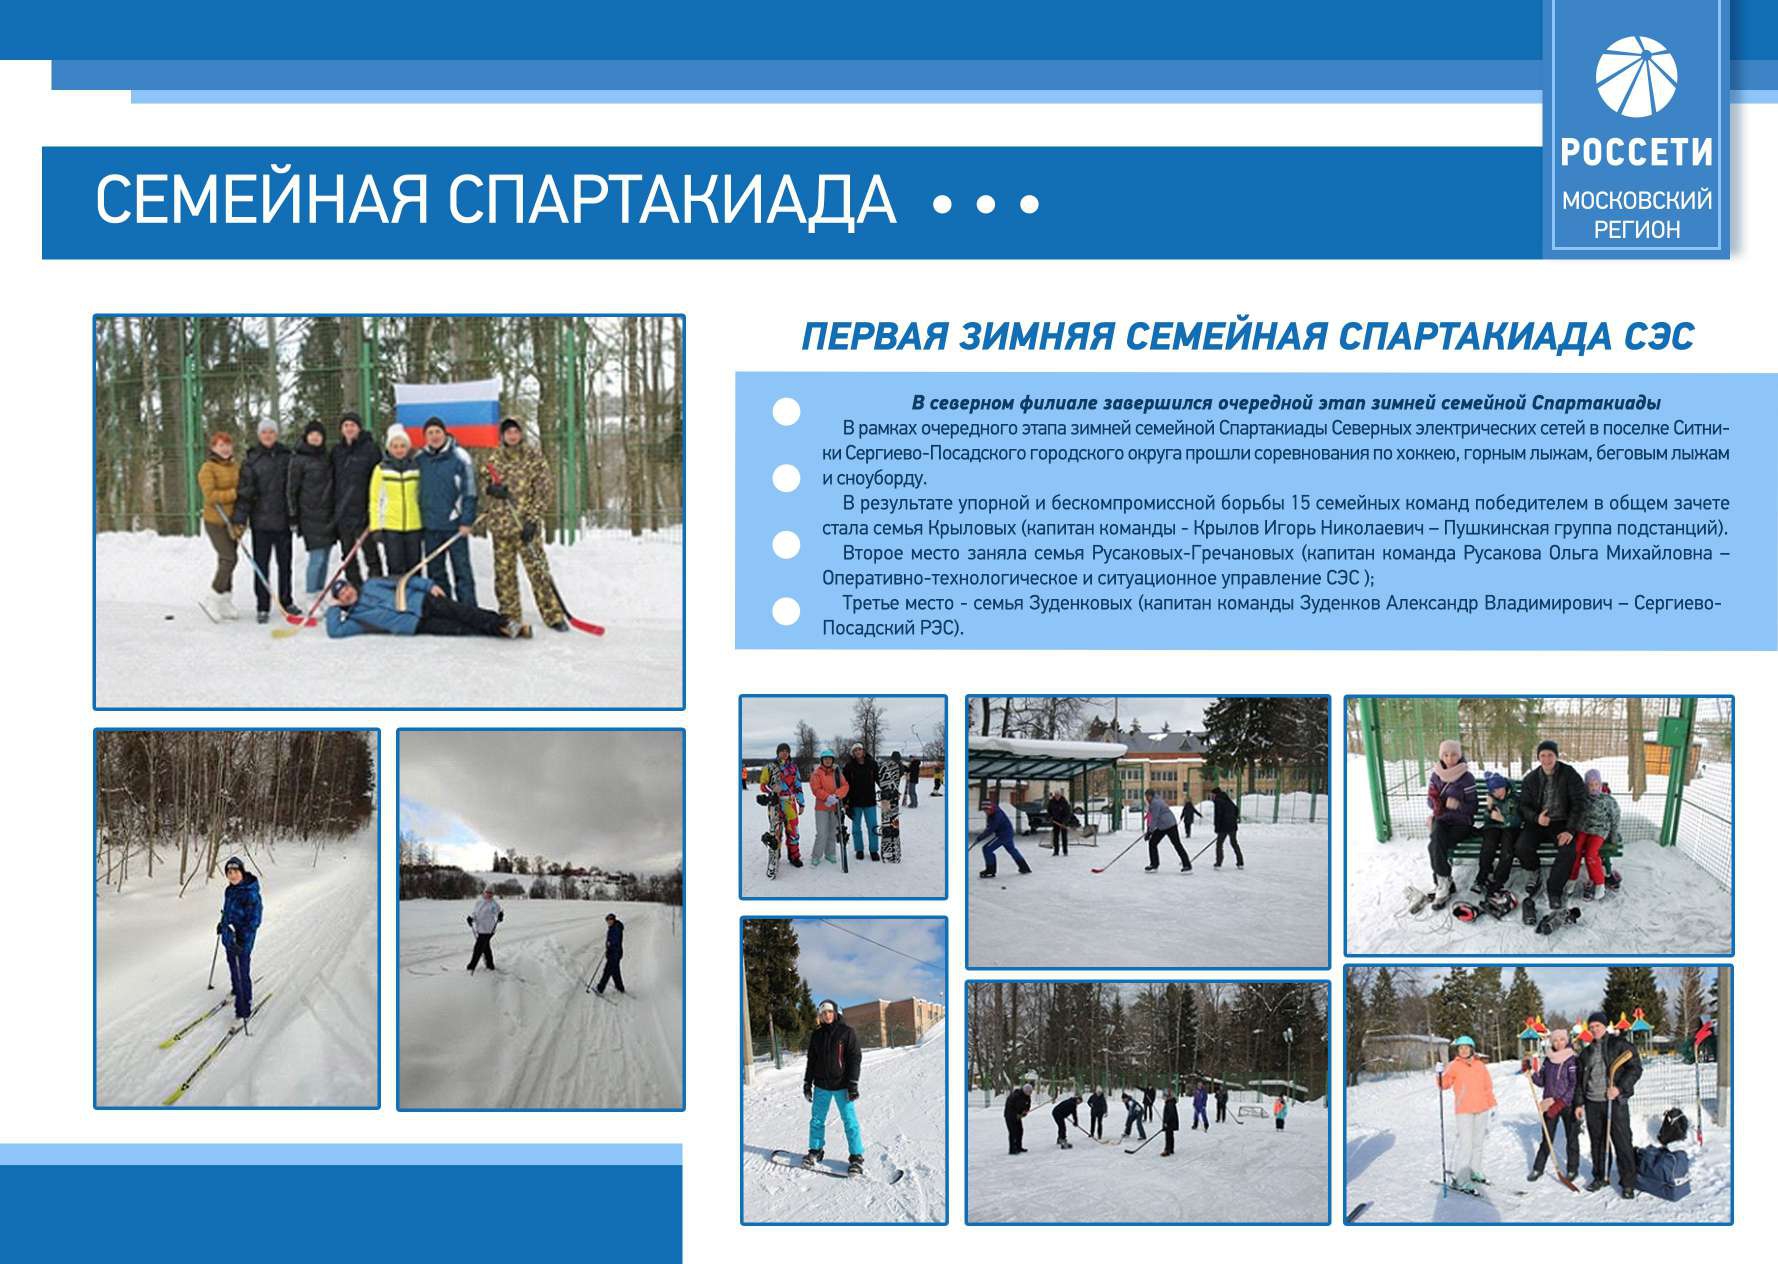 РОССЕТИ
МОСКОВСКИЙ
РЕГИОН
СЕМЕЙНАЯ СПАРТАКИАДА • • •
ПЕРВАЯ ЗИМНЯЯ СЕМЕЙНАЯ СПАРТАКИАДА СЭС
В северном филиале завершился очередной этап зимней семейной Спартакиады
В рамках очередного этапа зимней семейной Спартакиады Северных электрических сетей в поселке Ситни-
ки Сергиево-Посадского городского округа прошли соревнования по хоккею, горным лыжам, беговым лыжам
и сноуборду.
В результате упорной и бескомпромиссной борьбы 15 семейных команд победителем в общем зачете
стала семья Крыловых (капитан команды - Крылов Игорь Николаевич – Пушкинская группа подстанций).
Второе место заняла семья Русаковых-Гречановых (капитан команда Русакова Ольга Михайловна –
Оперативно-технологическое и ситуационное управление СЭС );
Третье место - семья Зуденковых (капитан команды Зуденков Александр Владимирович – Сергиево-
Посадский РЭС).